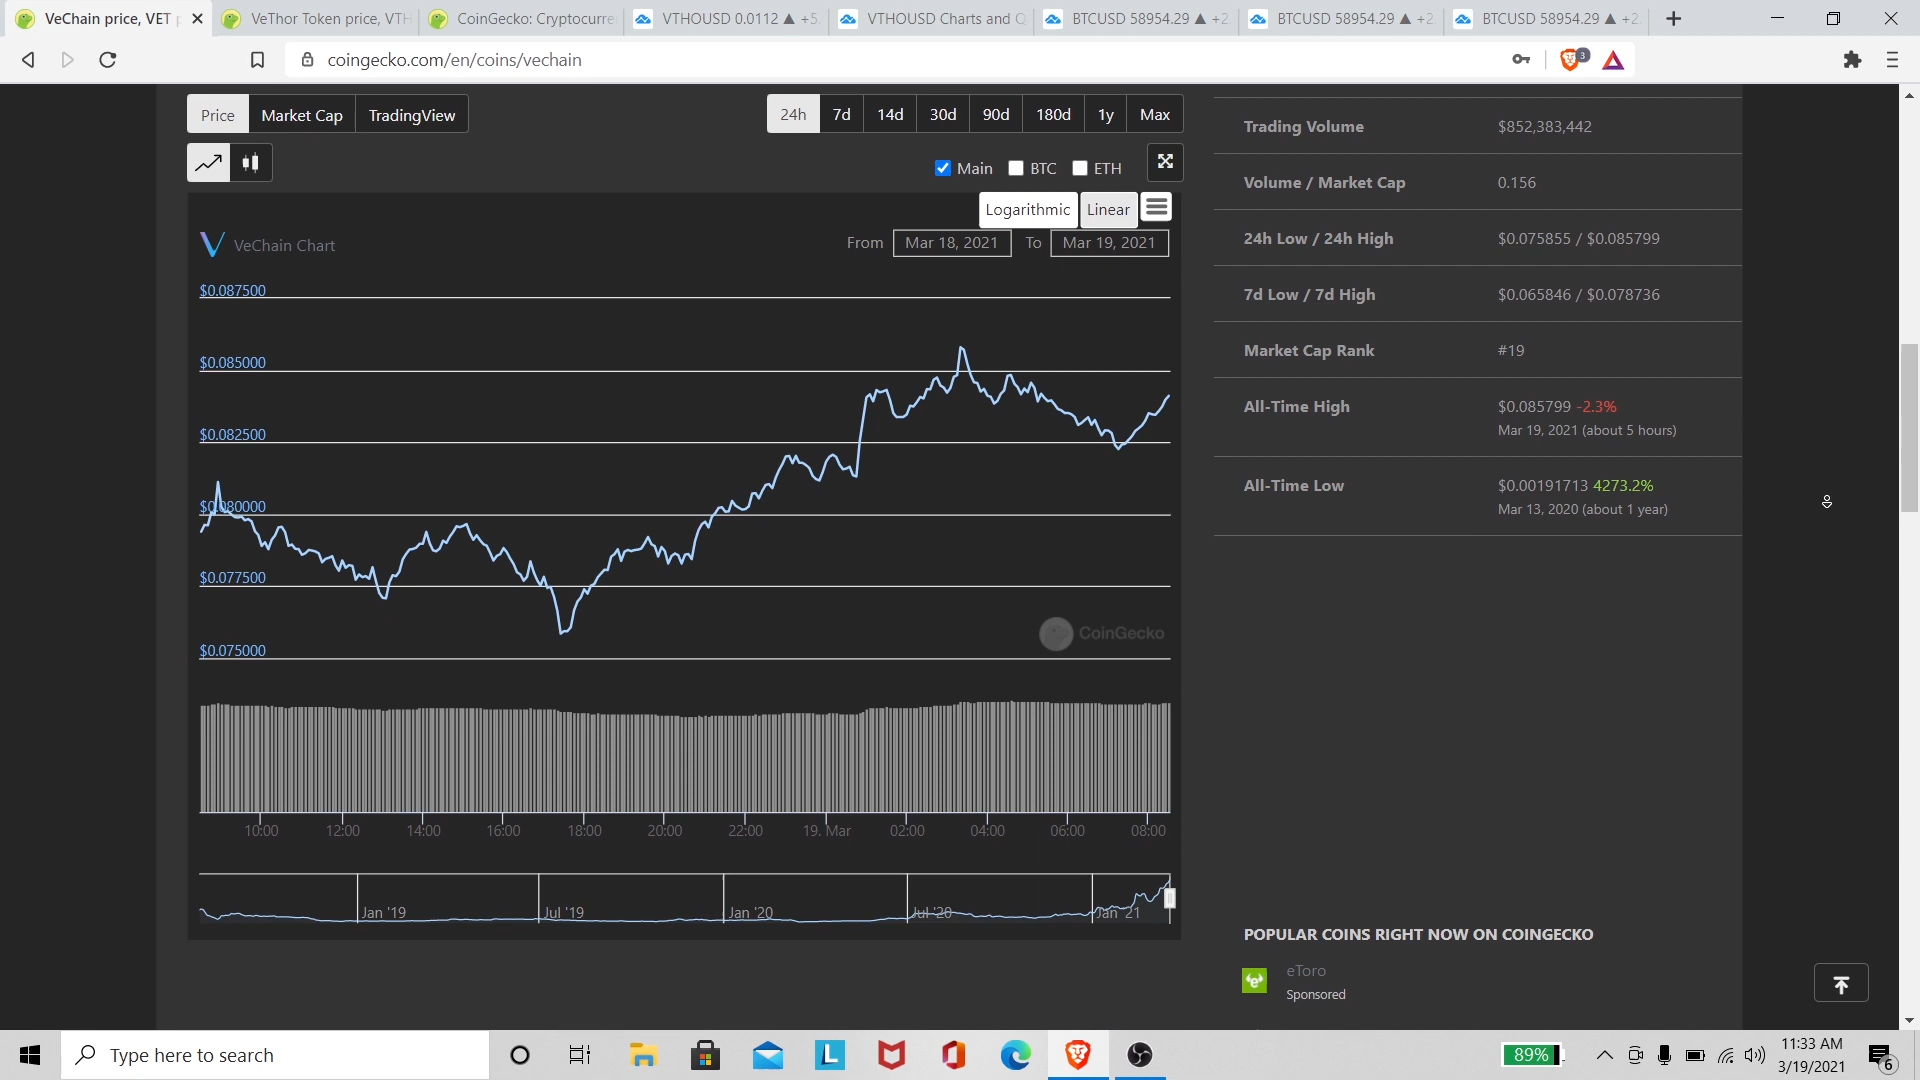 VeChain price, VET p
VeThor Token price, VTH
CoinGecko: Cryptocurre
VTHOUSD 0.0112 ▲ +5.
VTHOUSD Charts and Q
BTCUSD 58954.29 ▲ +2
BTCUSD 58954.29 ▲ +2
BTCUSD 58954.29 ▲ +2
coingecko.com/en/coins/vechain
3
Price Market Cap TradingView
24h 7d 14d 30d 90d 180d 1y Max
Main BTC ETH
Logarithmic Linear
VeChain Chart
From Mar 18, 2021 To Mar 19, 2021
$0.087500
$0.085000
$0.082500
$0.080000
$0.077500
$0.075000
CoinGecko
10:00 12:00 14:00 16:00 18:00 20:00 22:00 19. Mar 02:00 04:00 06:00 08:00
Jan '19 Jul '19 Jan '20 Jul '20 Jan '21
Trading Volume $852,383,442
Volume / Market Cap 0.156
24h Low / 24h High $0.075855 / $0.085799
7d Low / 7d High $0.065846 / $0.078736
Market Cap Rank #19
All-Time High $0.085799 -2.3%
Mar 19, 2021 (about 5 hours)
All-Time Low $0.00191713 4273.2%
Mar 13, 2020 (about 1 year)
POPULAR COINS RIGHT NOW ON COINGECKO
eToro
Sponsored
Type here to search
L
89%
11:33 AM
3/19/2021
6